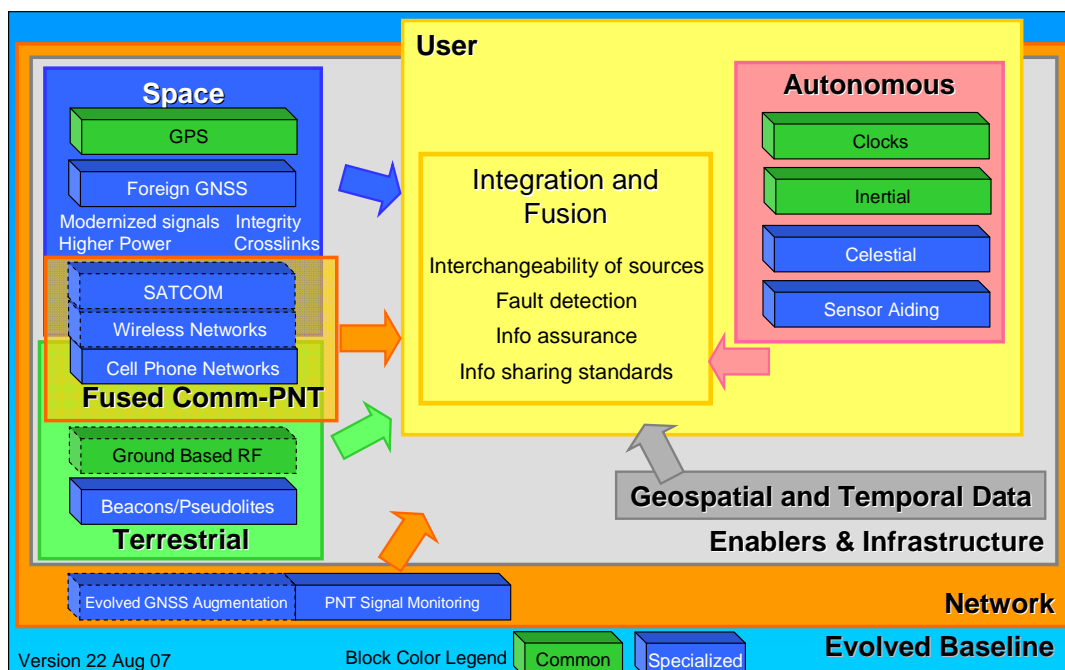 User
Space
GPS
Foreign GNSS
Modernized signals Integrity
Higher Power Crosslinks
SATCOM
Wireless Networks
Cell Phone Networks
Fused Comm-PNT
Ground Based RF
Beacons/Pseudolites
Terrestrial
Integration and
Fusion
Interchangeability of sources
Fault detection
Info assurance
Info sharing standards
Autonomous
Clocks
Inertial
Celestial
Sensor Aiding
Geospatial and Temporal Data
Enablers & Infrastructure
Evolved GNSS Augmentation PNT Signal Monitoring
Network
Evolved Baseline
Version 22 Aug 07 Block Color Legend Common Specialized